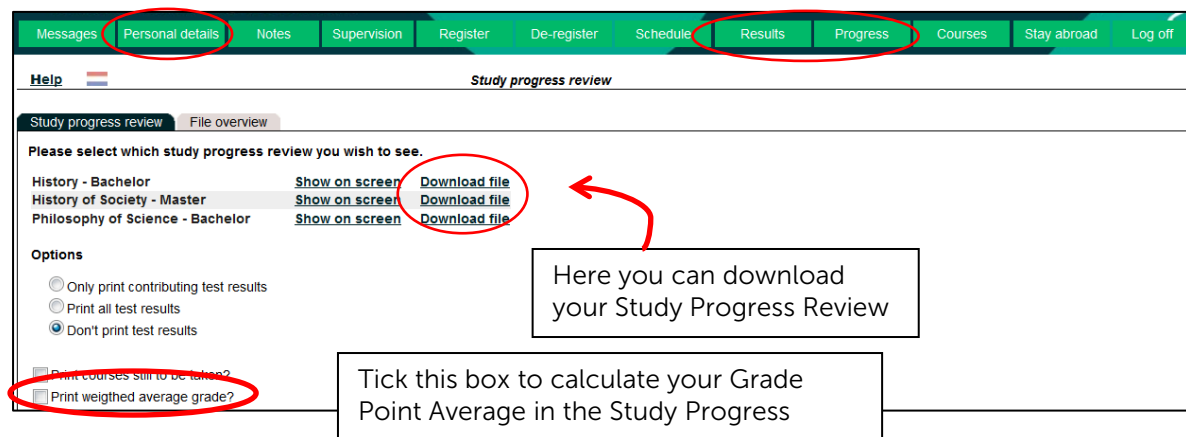 Messages Personal details Notes Supervision Register De-register Schedule Results Progress Courses Stay abroad Log off
Help Study progress review
Study progress review File overview
Please select which study progress review you wish to see.
History - Bachelor Show on screen Download file
History of Society - Master Show on screen Download file
Philosophy of Science - Bachelor Show on screen Download file
Options
Only print contributing test results
Print all test results
Don't print test results
Here you can download
your Study Progress Review
Print courses still to be taken?
Print weigthed average grade?
Tick this box to calculate your Grade
Point Average in the Study Progress